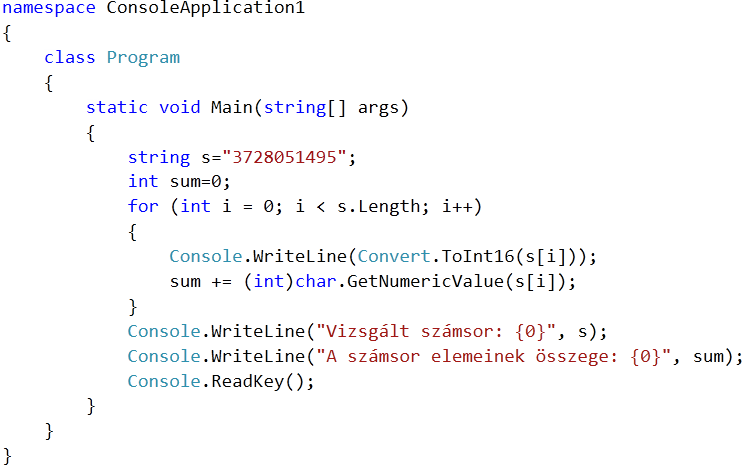 namespace ConsoleApplication1
{
    class Program
    {
        static void Main(string[] args)
        {
            string s="3728051495";
            int sum=0;
            for (int i = 0; i < s.Length; i++)
            {
                Console.WriteLine(Convert.ToInt16(s[i]));
                sum += (int)char.GetNumericValue(s[i]);
            }
            Console.WriteLine("Vizsgált számsor: {0}", s);
            Console.WriteLine("A számsor elemeinek összege: {0}", sum);
            Console.ReadKey();
        }
    }
}